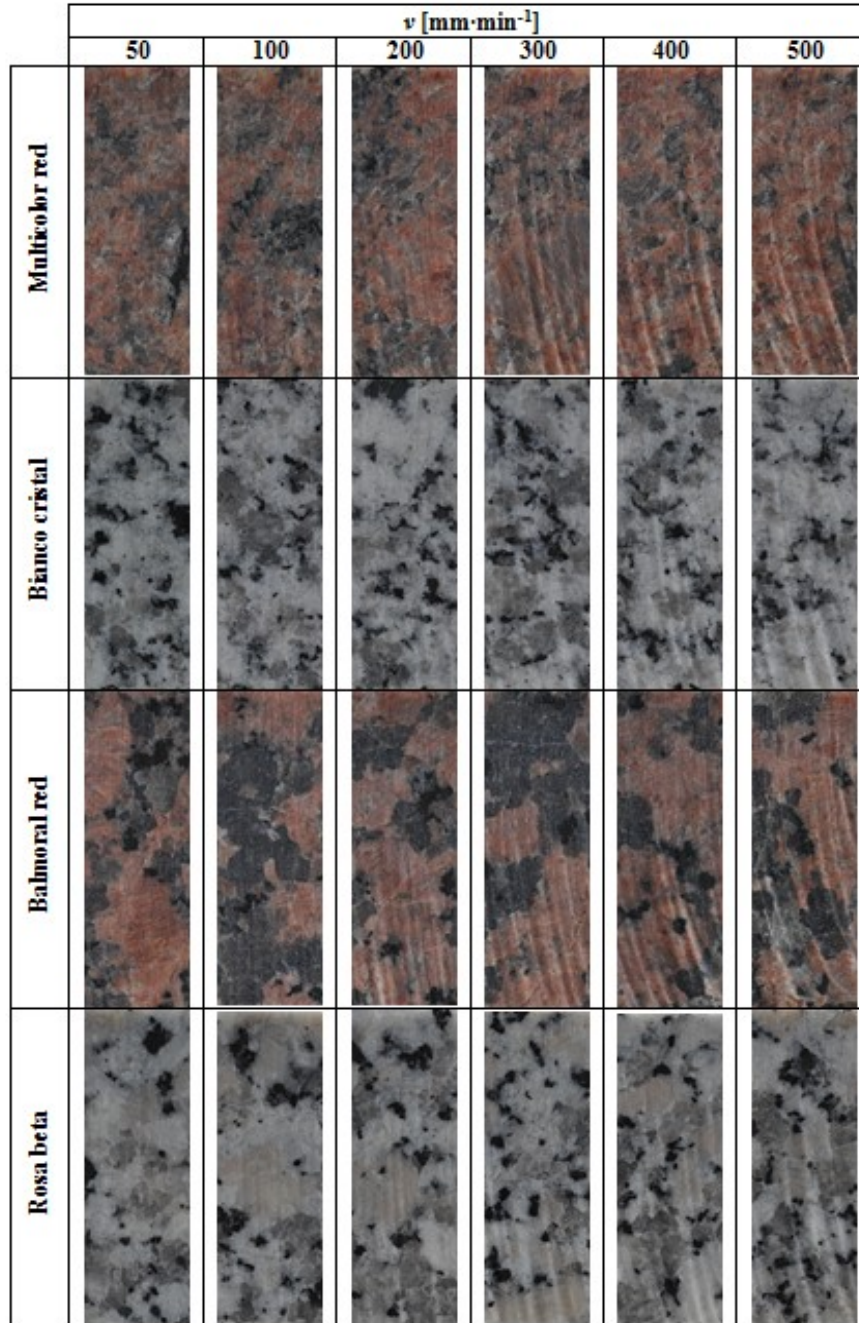 v [mm·min⁻¹]
50 100 200 300 400 500
Multicolor red
Bianco cristal
Balmoral red
Rosa beta